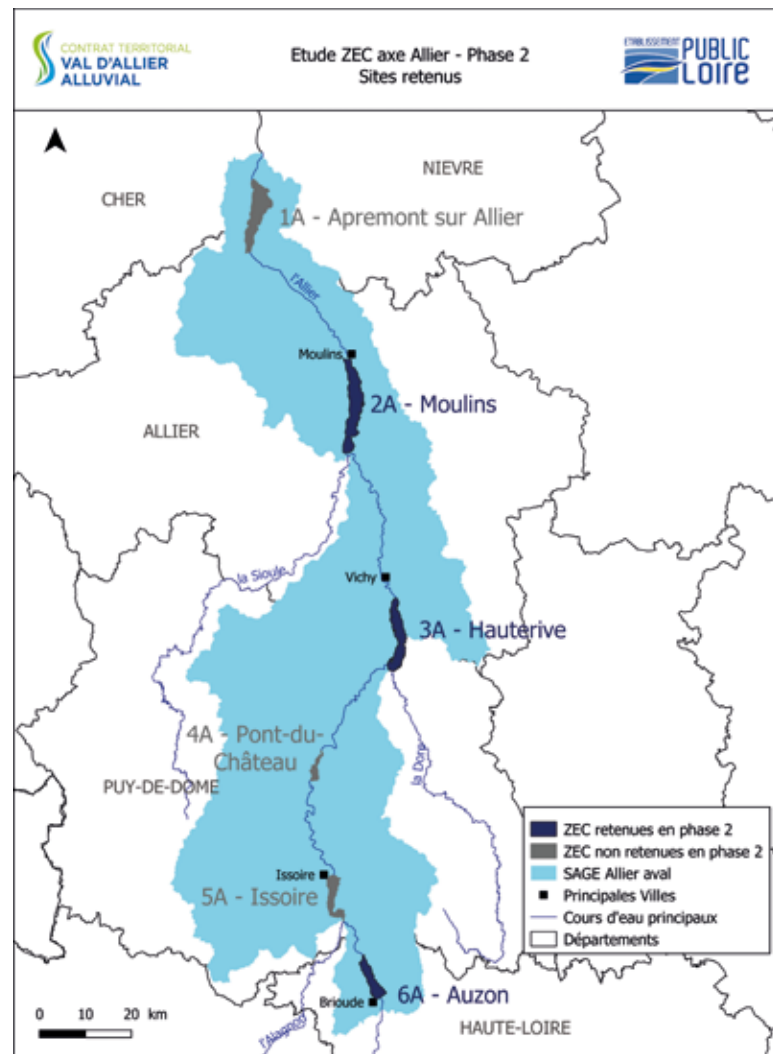 CONTRAT TERRITORIAL
VAL D'ALLIER
ALLUVIAL
Etude ZEC axe Allier - Phase 2
Sites retenus
ETABLISSEMENT
PUBLIC
LOIRE
NIEVRE
CHER
1A - Apremont sur Allier
l'Allier
Moulins
2A - Moulins
ALLIER
la Sioule
Vichy
3A - Hauterive
4A - Pont-du-
Château
la Dore
PUY-DE-DOME
ZEC retenues en phase 2
ZEC non retenues en phase 2
SAGE Allier aval
Principales Villes
Cours d'eau principaux
Départements
Issoire
5A - Issoire
6A - Auzon
Brioude
0 10 20 km
l'Alagnon
HAUTE-LOIRE